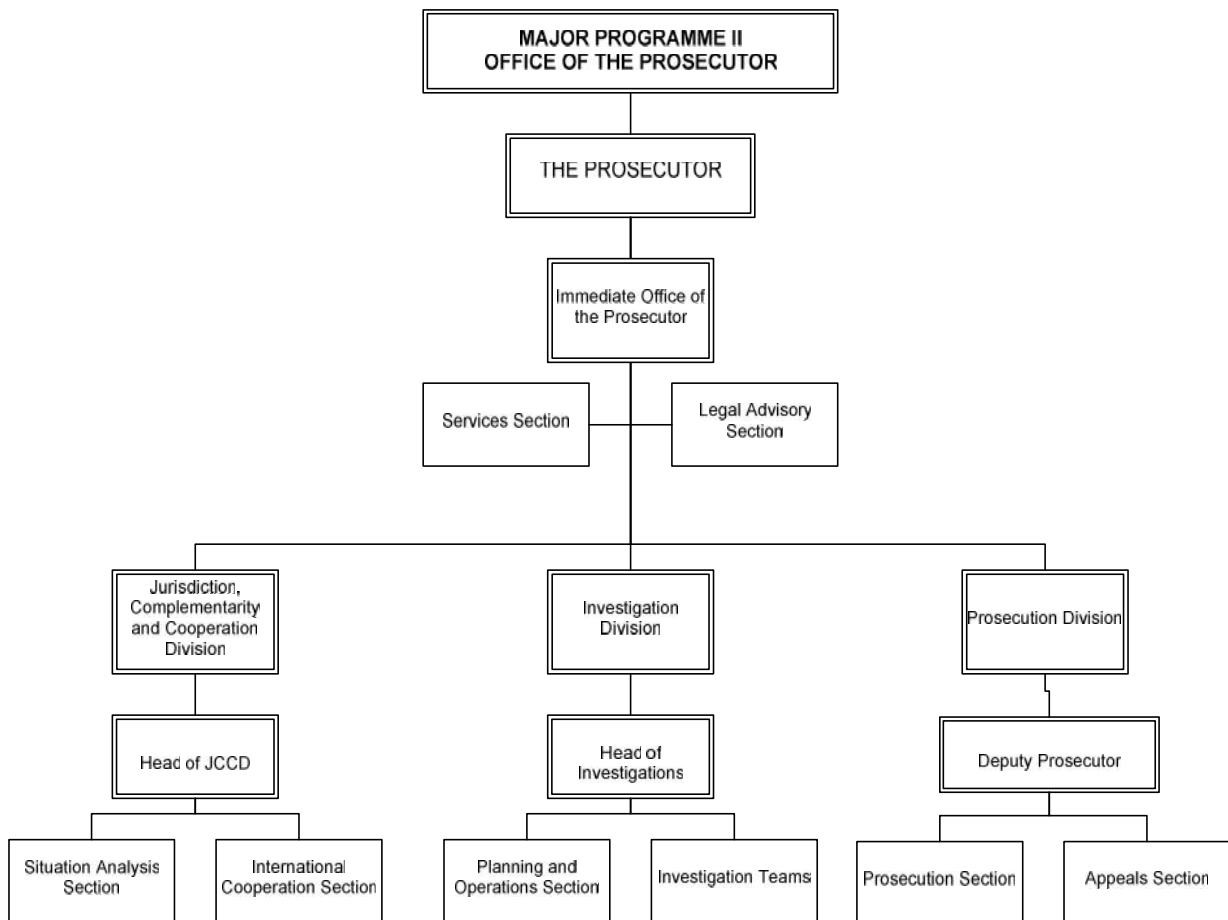 MAJOR PROGRAMME II
OFFICE OF THE PROSECUTOR
THE PROSECUTOR
Immediate Office of
the Prosecutor
Services Section
Legal Advisory
Section
Jurisdiction,
Complementarity
and Cooperation
Division
Investigation
Division
Prosecution Division
Head of JCCD
Head of
Investigations
Deputy Prosecutor
Situation Analysis
Section
International
Cooperation Section
Planning and
Operations Section
Investigation Teams
Prosecution Section
Appeals Section